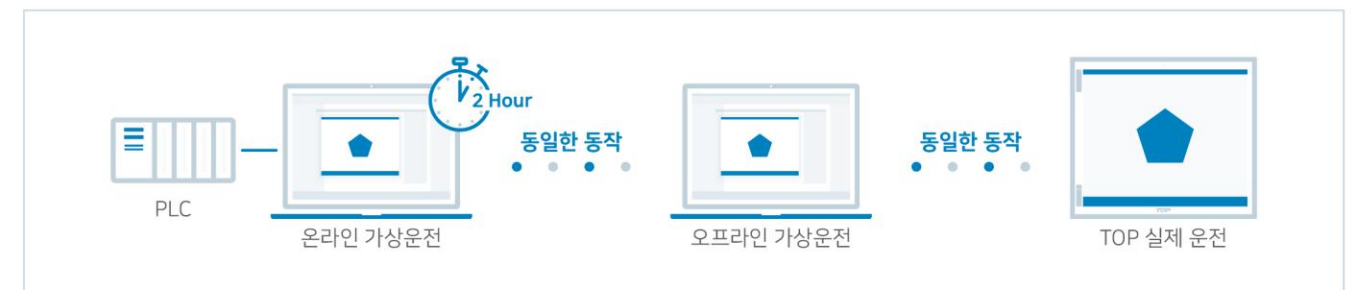 2 Hour
동일한 동작
동일한 동작
PLC
온라인 가상운전
오프라인 가상운전
TOP 실제 운전